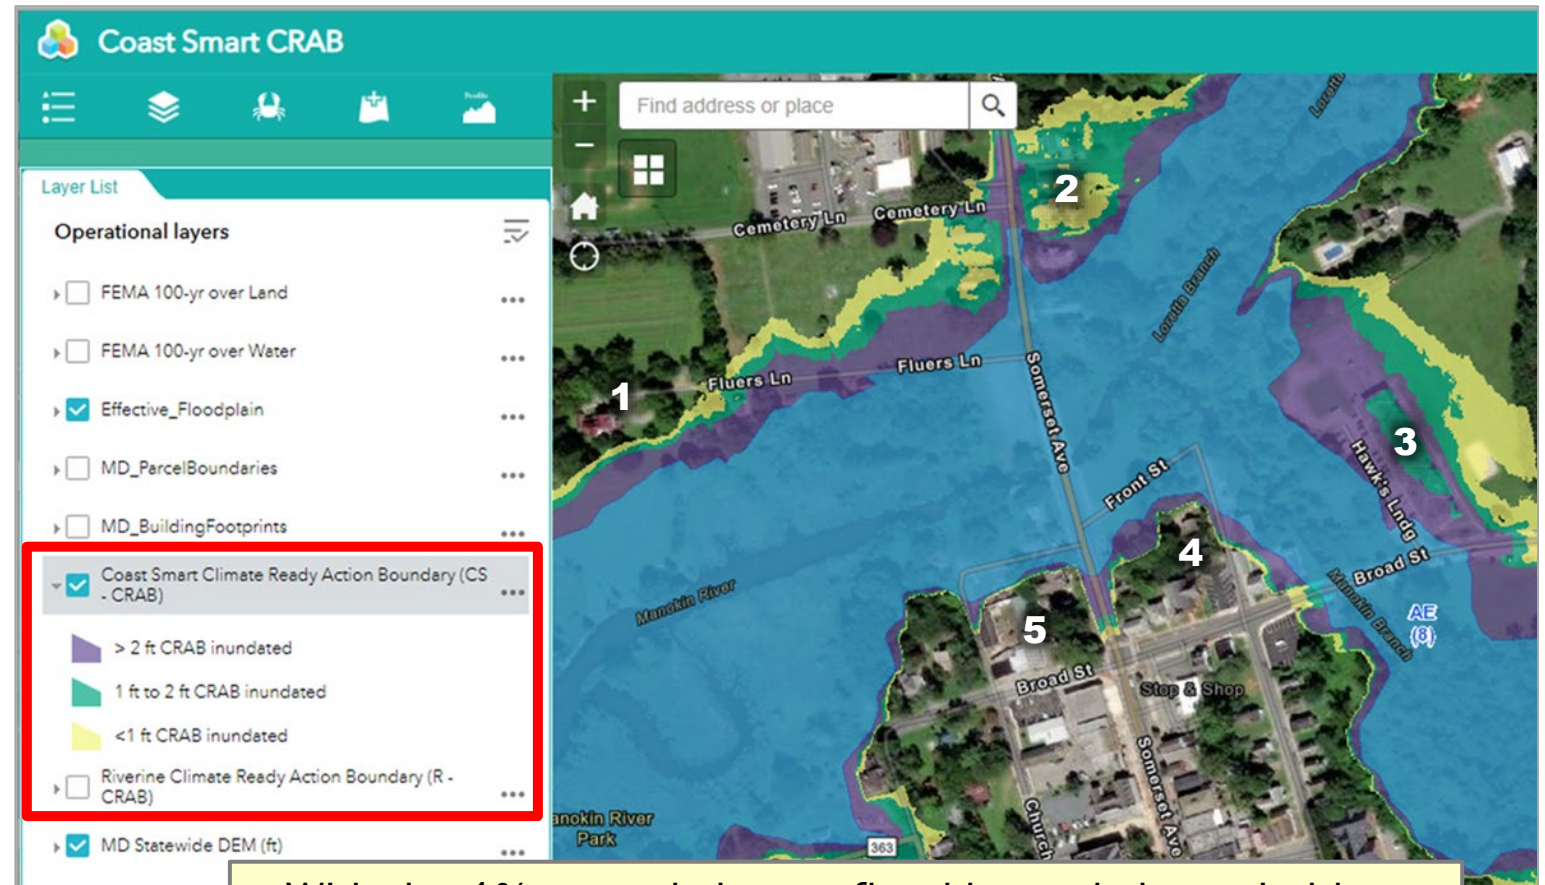 Coast Smart CRAB
Profile
Find address or place
Layer List
Operational layers
FEMA 100-yr over Land
FEMA 100-yr over Water
Effective_Floodplain
MD_ParcelBoundaries
MD_BuildingFootprints
Coast Smart Climate Ready Action Boundary (CS
- CRAB)
> 2 ft CRAB inundated
1 ft to 2 ft CRAB inundated
<1 ft CRAB inundated
Riverine Climate Ready Action Boundary (R -
CRAB)
MD Statewide DEM (ft)
Loretta
2
Cemetery Ln
Cemetery Ln
Loretta Branch
Fluers Ln
Fluers Ln
1
Somerset Ave
3
Hawk's Lndg
Front St
4
Broad St
Manokin River
Manokin Branch
AE
(8)
5
Broad St
Stop & Shop
Somerset Ave
Church
anokin River
Park
363